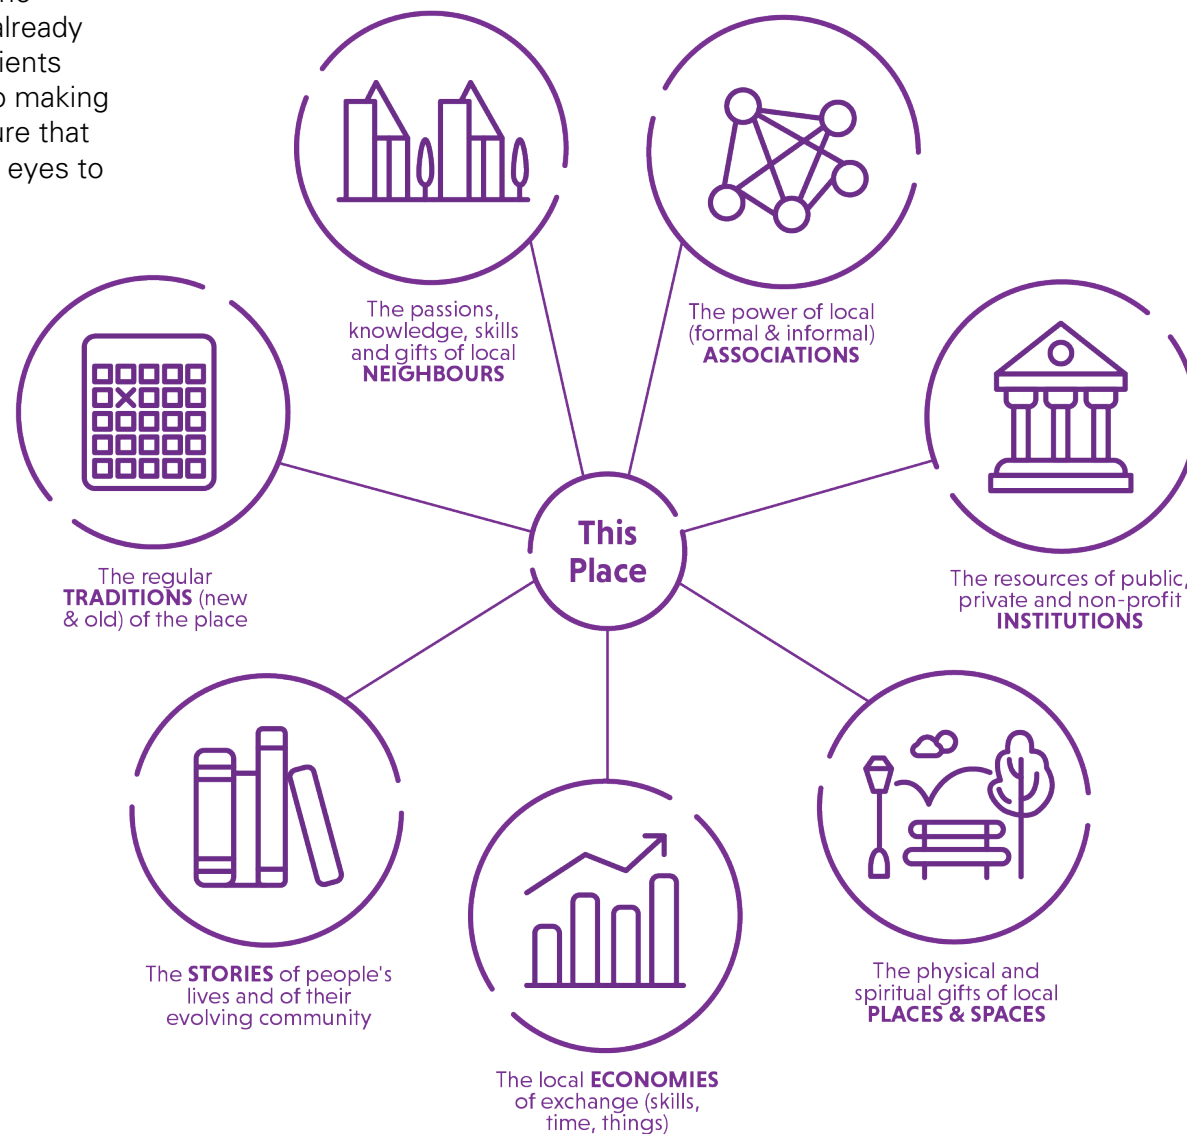 already
ients
making
ure that
eyes to
The passions,
knowledge, skills
and gifts of local
NEIGHBOURS
The power of local
(formal & informal)
ASSOCIATIONS
The resources of public,
private and non-profit
INSTITUTIONS
The regular
TRADITIONS (new
& old) of the place
This
Place
The STORIES of people's
lives and of their
evolving community
The physical and
spiritual gifts of local
PLACES & SPACES
The local ECONOMIES
of exchange (skills,
time, things)